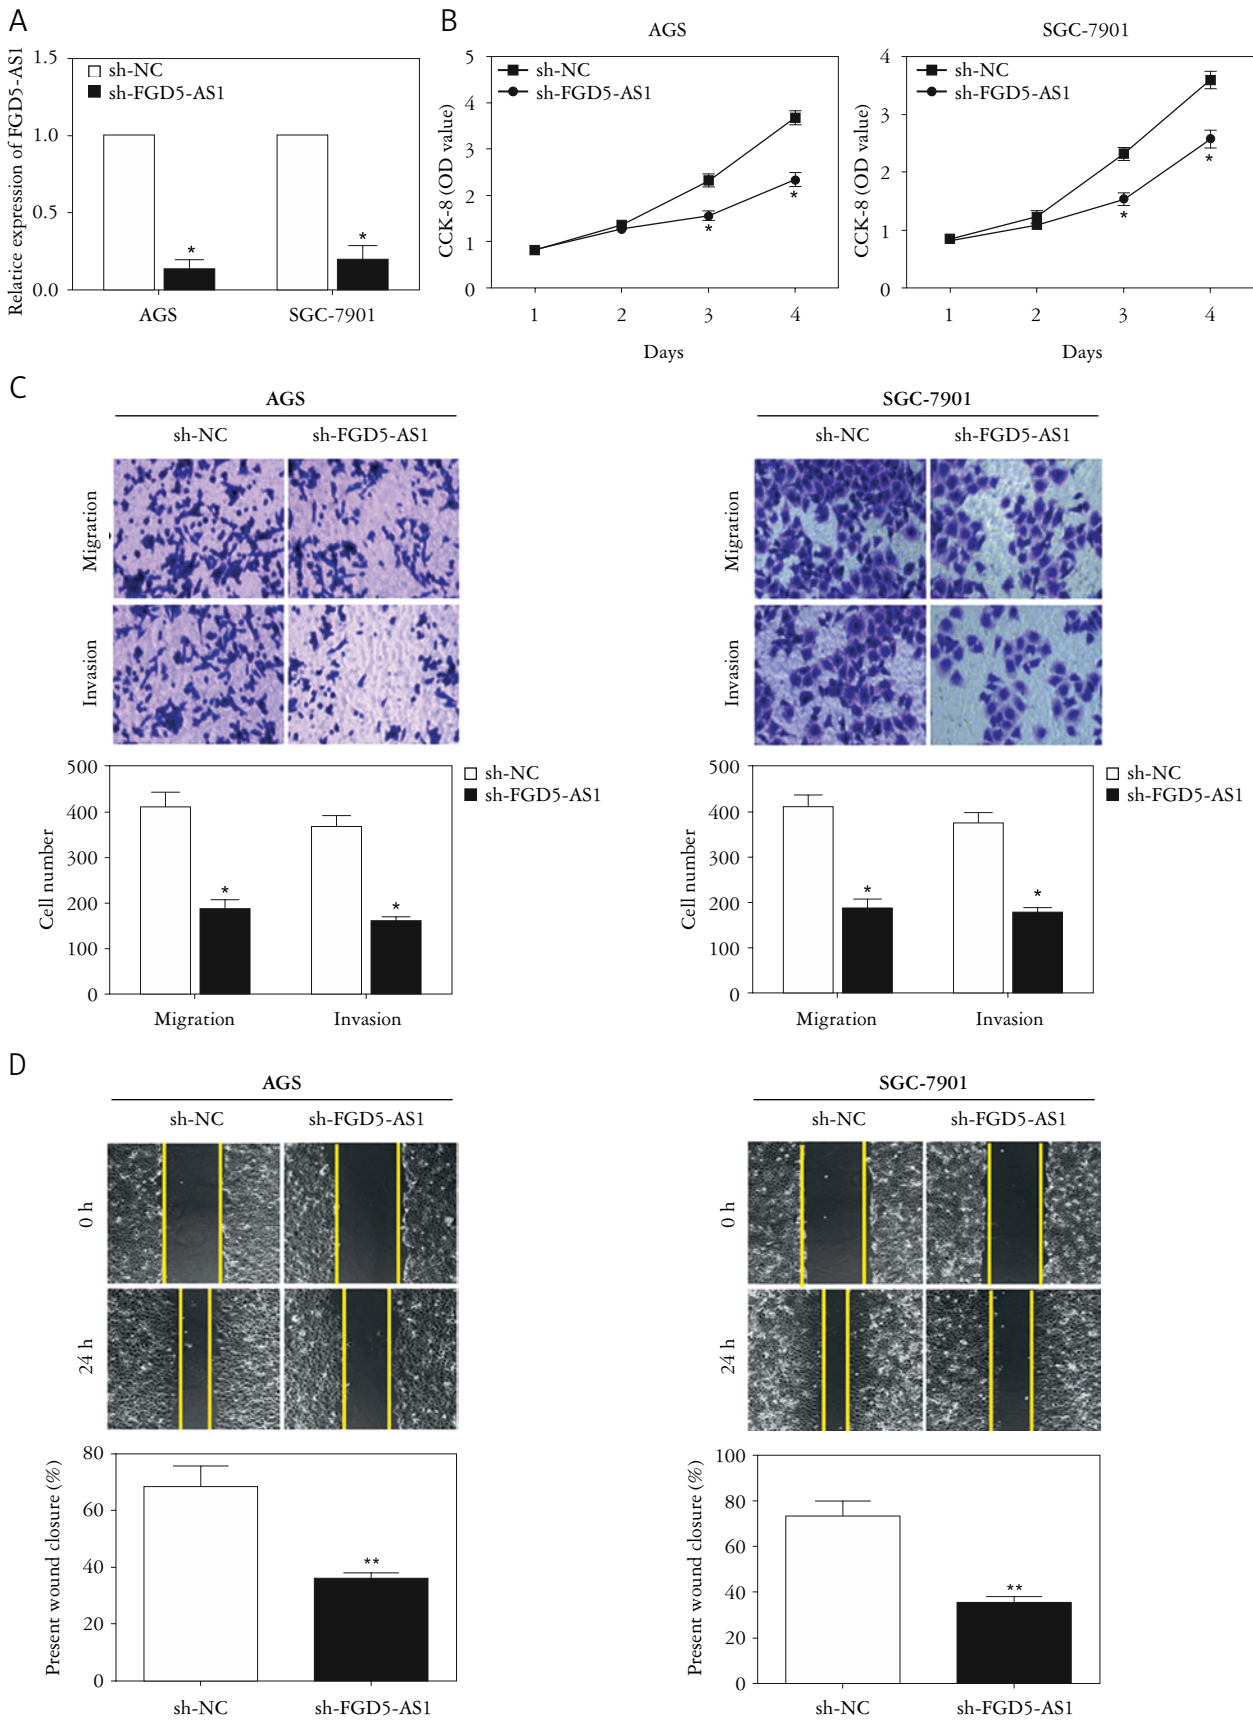 A
Relatice expression of FGD5-AS1
1.5
1.0
0.5
0.0
sh-NC
sh-FGD5-AS1
*
*
AGS
SGC-7901
B
AGS
CCK-8 (OD value)
5
4
3
2
1
0
sh-NC
sh-FGD5-AS1
*
*
1 2 3 4
Days
SGC-7901
CCK-8 (OD value)
4
3
2
1
0
sh-NC
sh-FGD5-AS1
*
*
1 2 3 4
Days
C
AGS
sh-NC sh-FGD5-AS1
Migration
Invasion
Cell number
500
400
300
200
100
0
sh-NC
sh-FGD5-AS1
*
*
Migration Invasion
SGC-7901
sh-NC sh-FGD5-AS1
Migration
Invasion
Cell number
500
400
300
200
100
0
sh-NC
sh-FGD5-AS1
*
*
Migration Invasion
D
AGS
sh-NC sh-FGD5-AS1
0 h
24 h
Present wound closure (%)
80
60
40
20
0
**
sh-NC sh-FGD5-AS1
SGC-7901
sh-NC sh-FGD5-AS1
0 h
24 h
Present wound closure (%)
100
80
60
40
20
0
**
sh-NC sh-FGD5-AS1